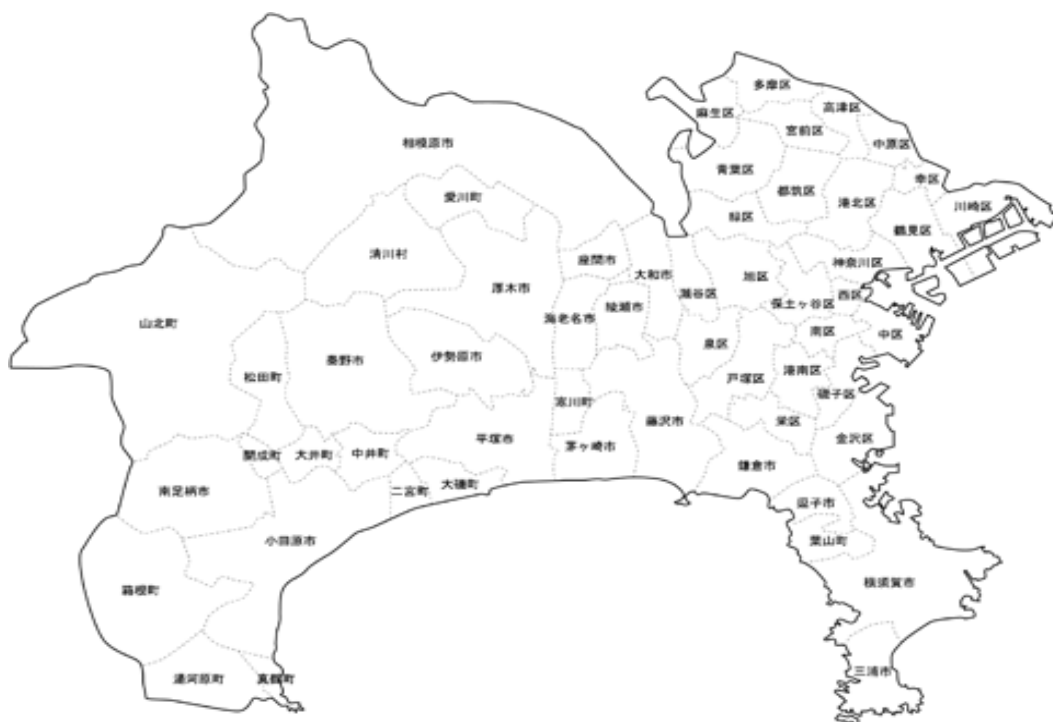 多摩区
高津区
麻生区
宮前区
中原区
相模原市
青葉区
幸区
都筑区
愛川町
港北区
川崎区
緑区
鶴見区
清川村
座間市
神奈川区
大和市
旭区
厚木市
瀬谷区
西区
保土ヶ谷区
綾瀬市
海老名市
山北町
南区
中区
泉区
伊勢原市
秦野市
港南区
松田町
戸塚区
磯子区
寒川町
栄区
藤沢市
平塚市
金沢区
茅ヶ崎市
開成町
大井町
中井町
鎌倉市
大磯町
南足柄市
二宮町
逗子市
小田原市
葉山町
横須賀市
箱根町
三浦市
湯河原町
真鶴町